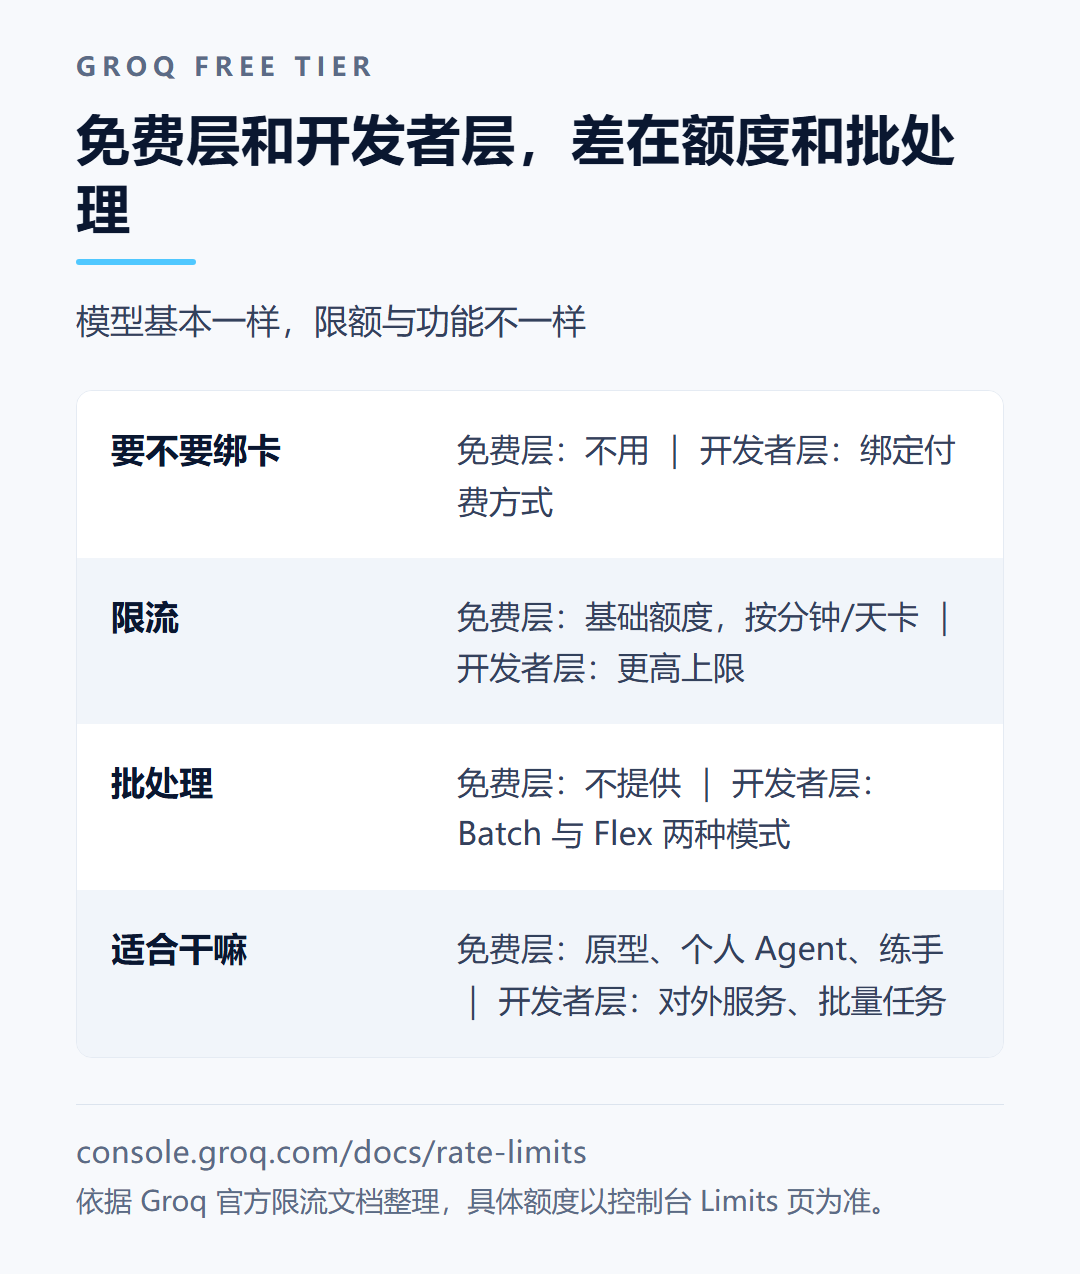 GROQ FREE TIER
免费层和开发者层，差在额度和批处
理
模型基本一样，限额与功能不一样
要不要绑卡
免费层：不用 ｜ 开发者层：绑定付
费方式
限流
免费层：基础额度，按分钟/天卡 ｜
开发者层：更高上限
批处理
免费层：不提供 ｜ 开发者层：
Batch 与 Flex 两种模式
适合干嘛
免费层：原型、个人 Agent、练手
｜ 开发者层：对外服务、批量任务
console.groq.com/docs/rate-limits
依据 Groq 官方限流文档整理，具体额度以控制台 Limits 页为准。